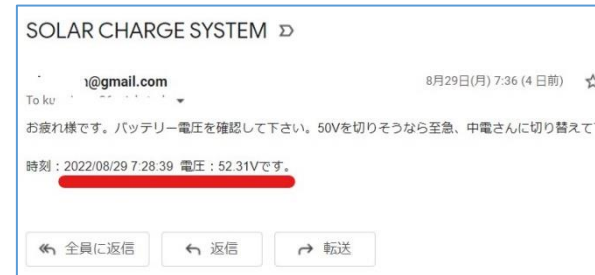 SOLAR CHARGE SYSTEM
n@gmail.com 8月29日(月) 7:36 (4 日前)
To ku
お疲れ様です。バッテリー電圧を確認して下さい。50Vを切りそうなら至急、中電さんに切り替えて
時刻：2022/08/29 7:28:39 電圧：52.31Vです。
全員に返信 返信 転送